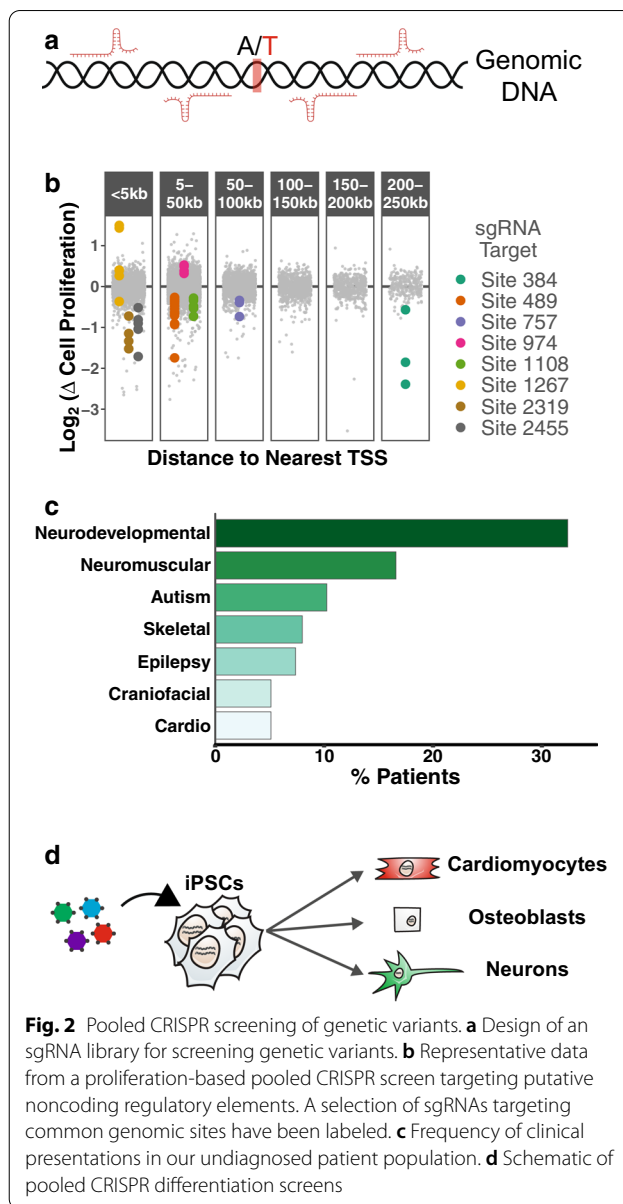 a
A/T
Genomic
DNA
b
<5kb
5–
50kb
50–
100kb
100–
150kb
150–
200kb
200–
250kb
1
0
−1
−2
−3
Log2 (Δ Cell Proliferation)
Distance to Nearest TSS
sgRNA
Target
Site 384
Site 489
Site 757
Site 974
Site 1108
Site 1267
Site 2319
Site 2455
c
Neurodevelopmental
Neuromuscular
Autism
Skeletal
Epilepsy
Craniofacial
Cardio
0 10 20 30
% Patients
d
iPSCs
Cardiomyocytes
Osteoblasts
Neurons
Fig. 2 Pooled CRISPR screening of genetic variants. a Design of an
sgRNA library for screening genetic variants. b Representative data
from a proliferation-based pooled CRISPR screen targeting putative
noncoding regulatory elements. A selection of sgRNAs targeting
common genomic sites have been labeled. c Frequency of clinical
presentations in our undiagnosed patient population. d Schematic of
pooled CRISPR differentiation screens